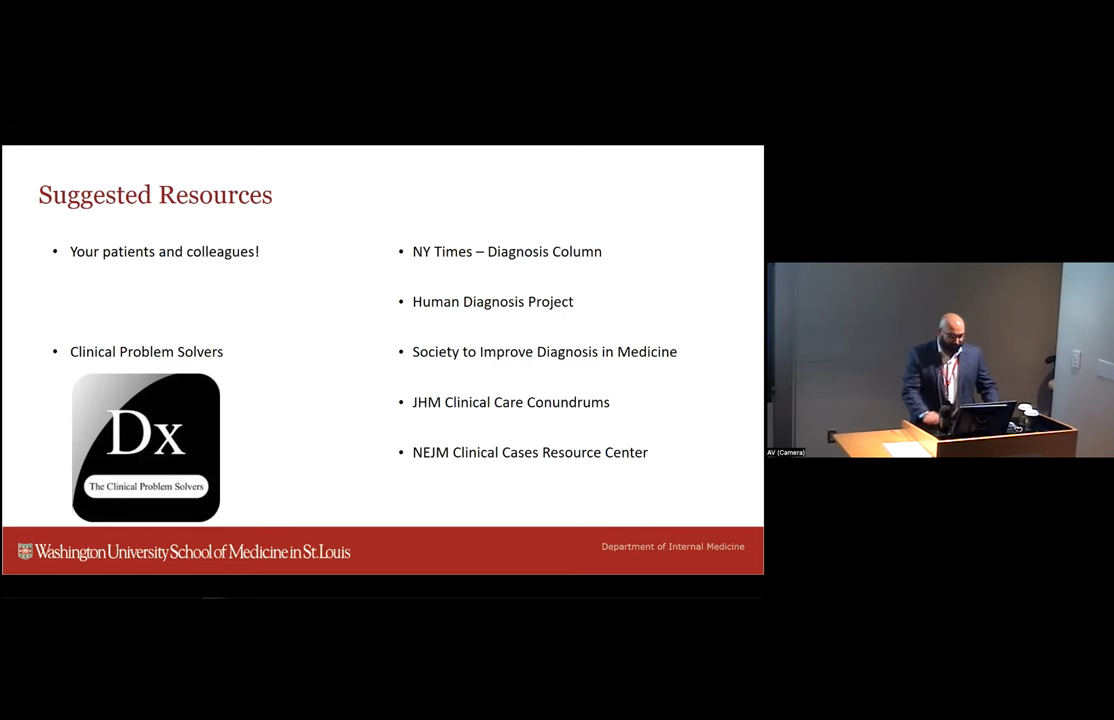 Suggested Resources
• Your patients and colleagues!
• Clinical Problem Solvers
Dx
The Clinical Problem Solvers
• NY Times – Diagnosis Column
• Human Diagnosis Project
• Society to Improve Diagnosis in Medicine
• JHM Clinical Care Conundrums
• NEJM Clinical Cases Resource Center
Washington University School of Medicine in St. Louis
Department of Internal Medicine
AV (Camera)